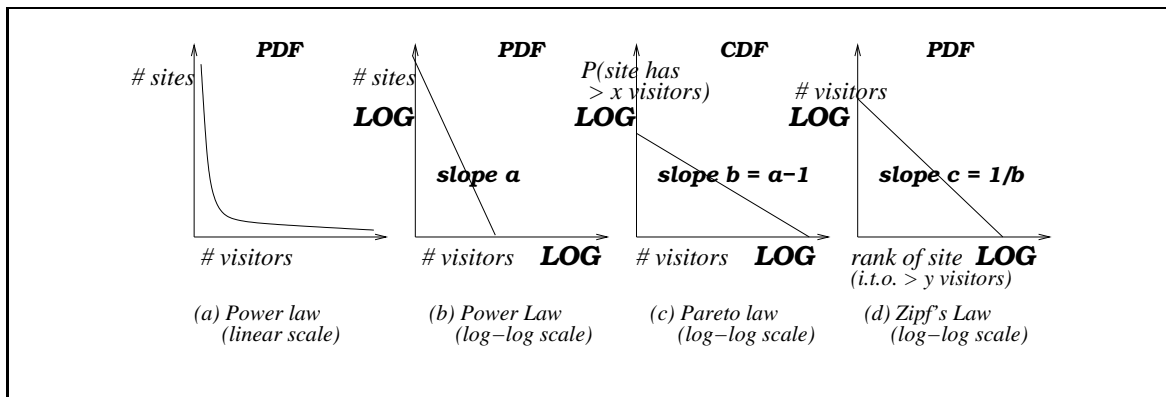 PDF
# sites
# visitors
(a) Power law
(linear scale)
PDF
# sites
LOG
slope a
# visitors LOG
(b) Power Law
(log−log scale)
CDF
P(site has
> x visitors)
LOG
slope b = a−1
# visitors LOG
(c) Pareto law
(log−log scale)
PDF
# visitors
LOG
slope c = 1/b
rank of site LOG
(i.t.o. > y visitors)
(d) Zipf's Law
(log−log scale)